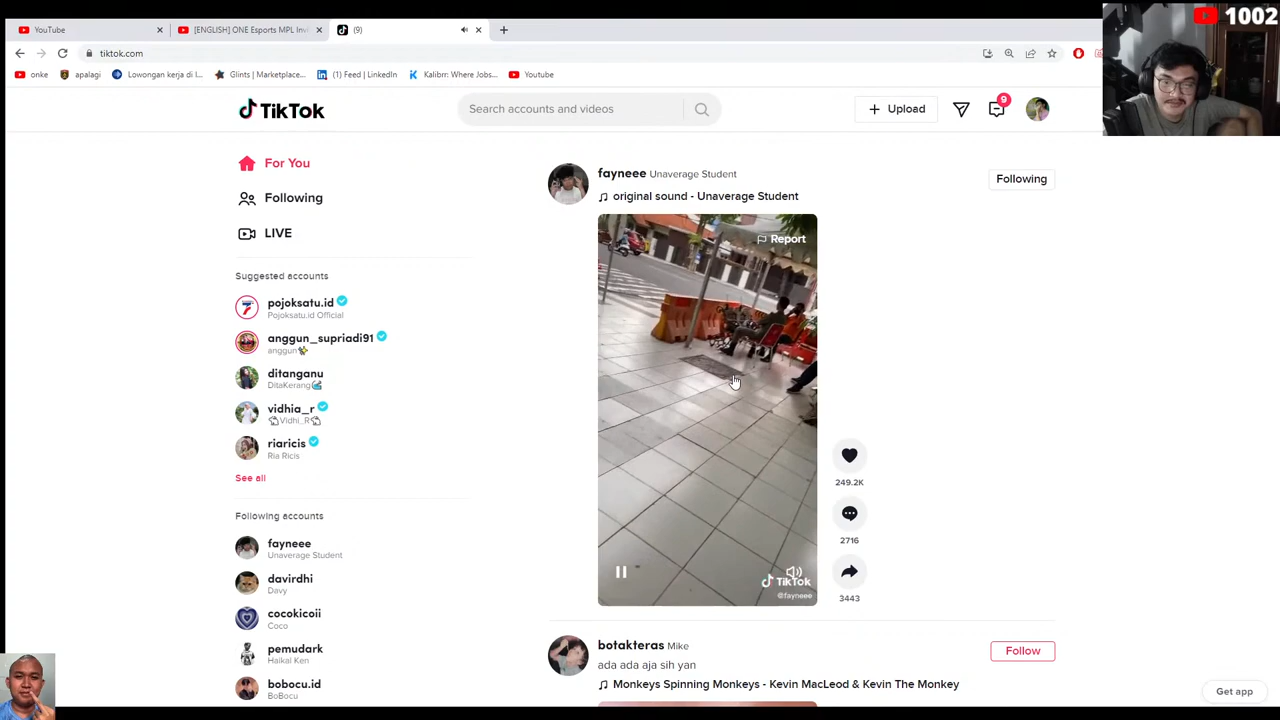 YouTube
[ENGLISH] ONE Esports MPL Invi
(9)
1002
tiktok.com
onke
apalagi
Lowongan kerja di I...
Glints | Marketplace...
(1) Feed | LinkedIn
Kalibrr: Where Jobs...
Youtube
TikTok
Search accounts and videos
Upload
9
For You
Following
LIVE
Suggested accounts
pojoksatu.id
Pojoksatu.id Official
anggun_supriadi91
anggun
ditanganu
DitaKerang
vidhia_r
Vidhi_R
riaricis
Ria Ricis
See all
Following accounts
fayneee
Unaverage Student
davirdhi
Davy
cocokicoii
Coco
pemudark
Haikal Ken
bobocu.id
BoBocu
fayneee Unaverage Student
Following
original sound - Unaverage Student
Report
249.2K
2716
3443
TikTok
@fayneee
botakteras Mike
Follow
ada ada aja sih yan
Monkeys Spinning Monkeys - Kevin MacLeod & Kevin The Monkey
Get app